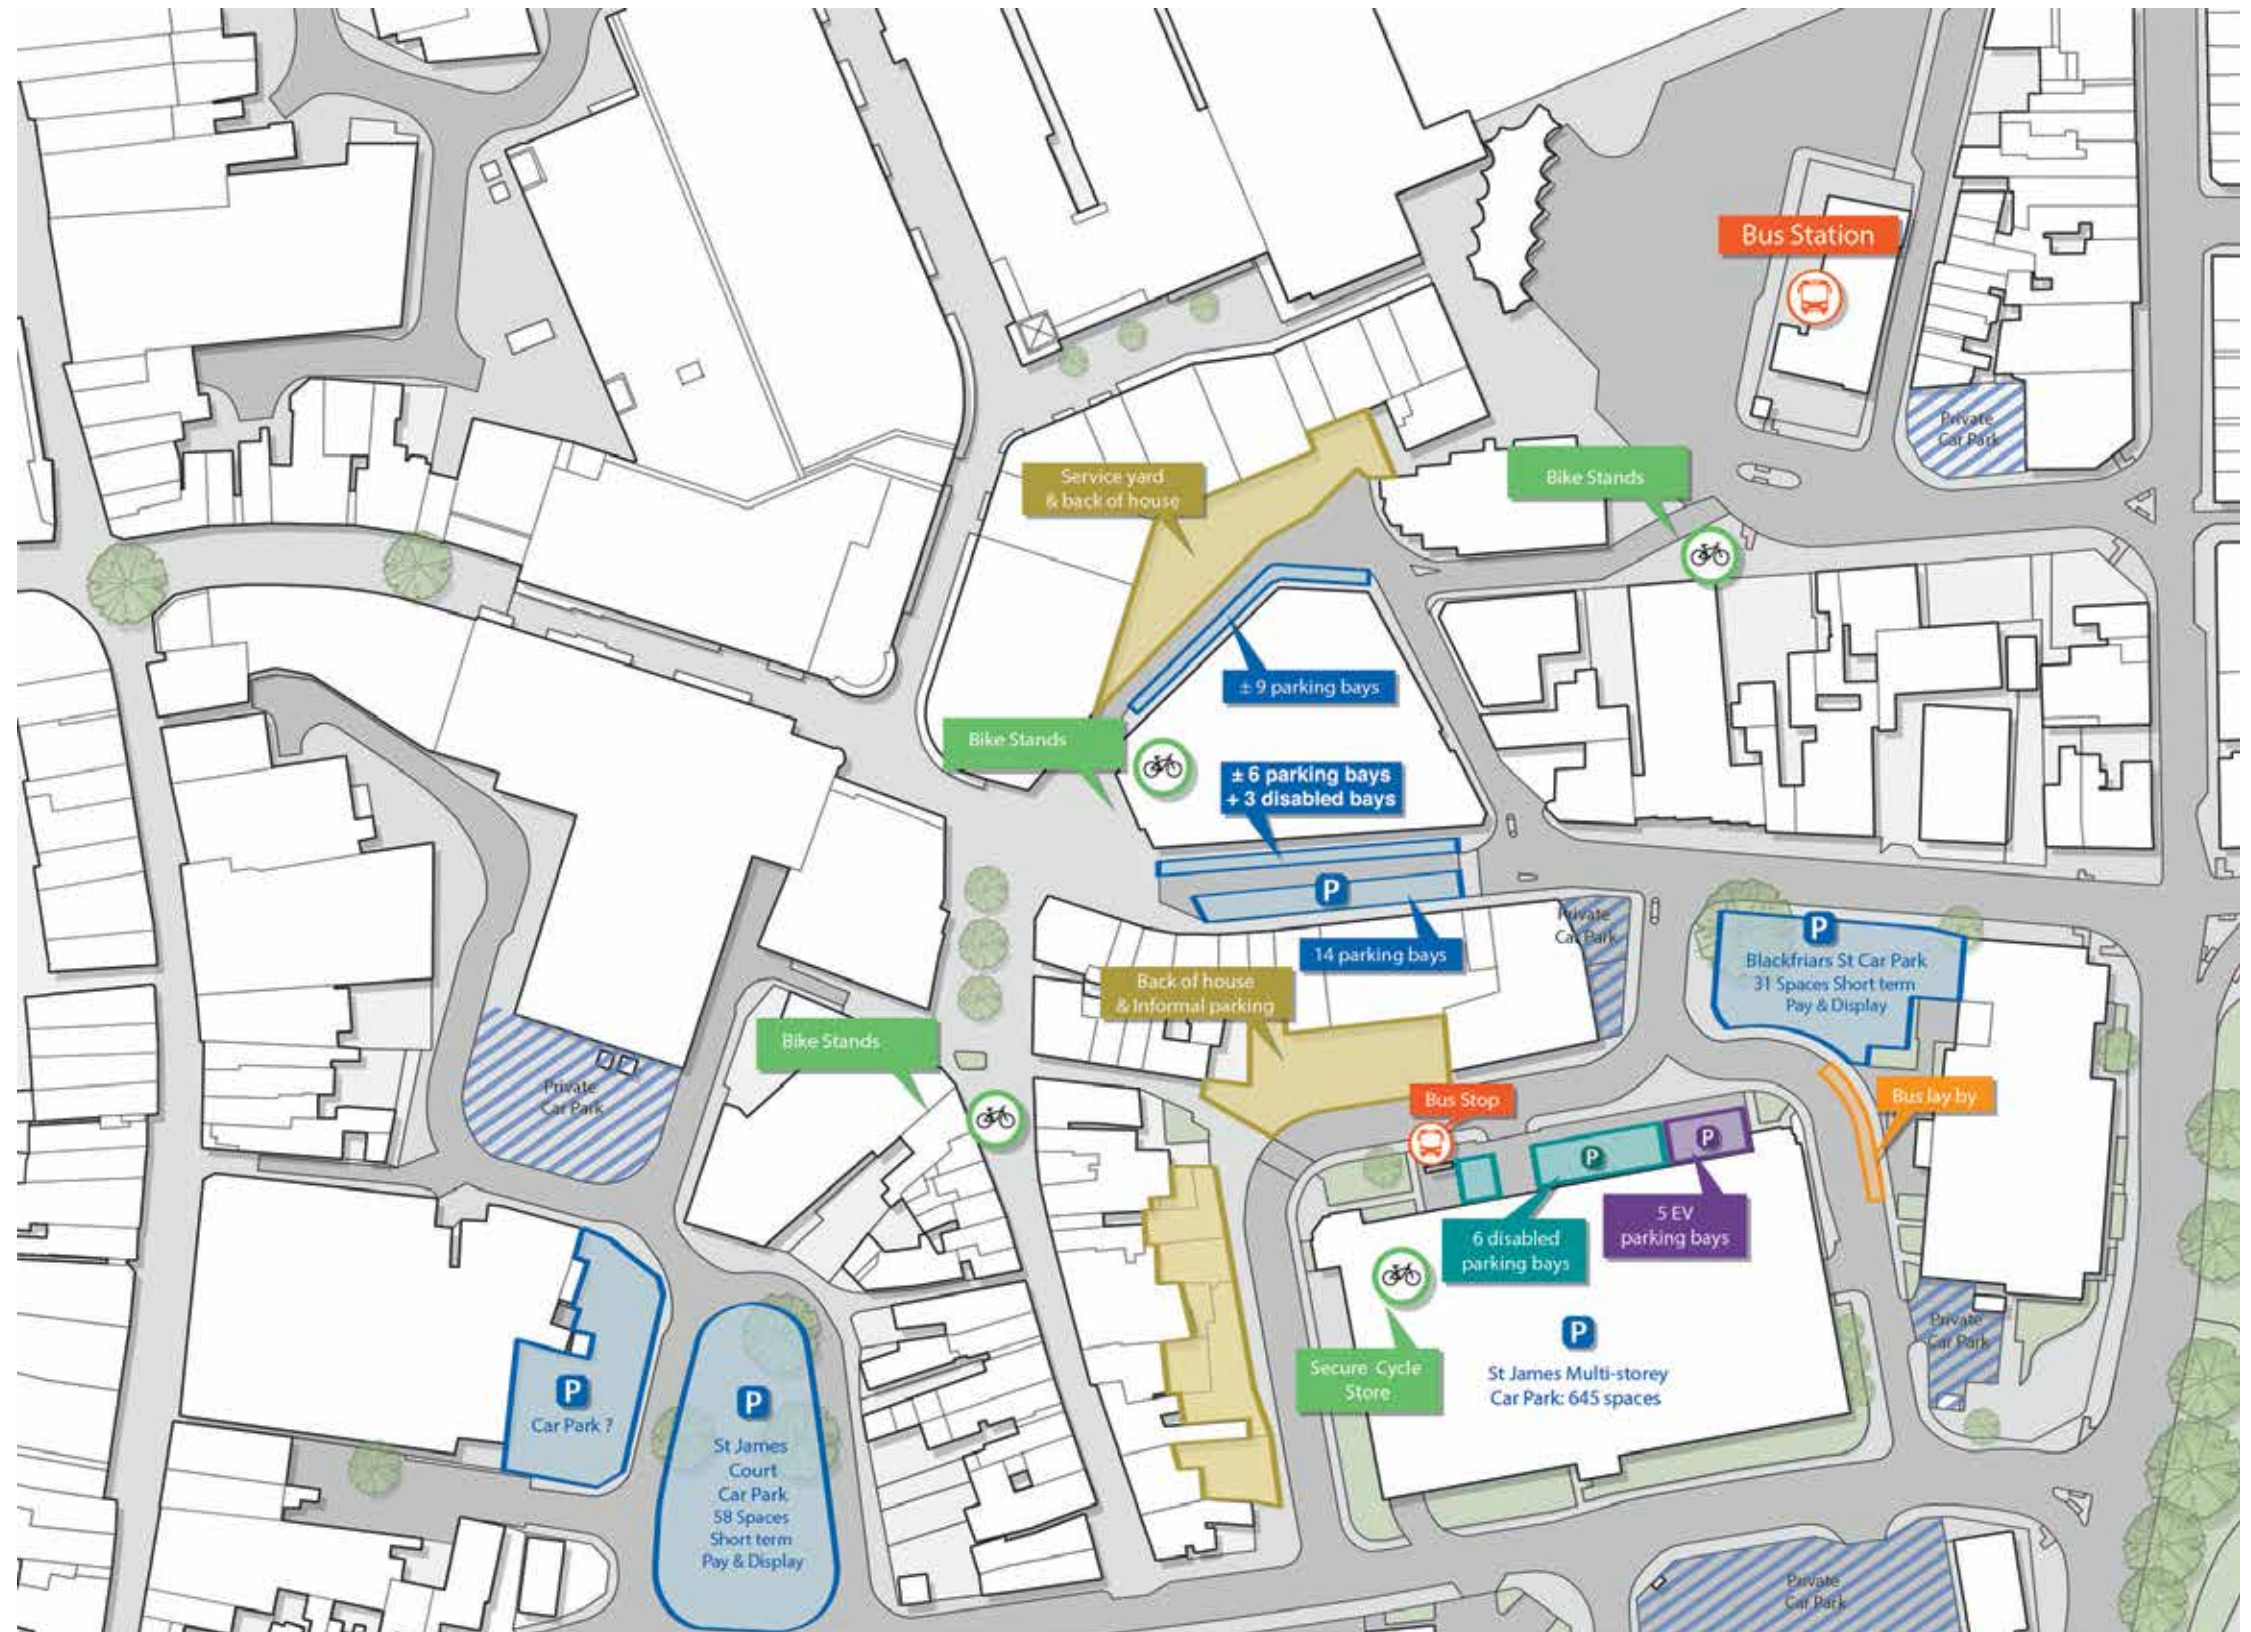 Bus Station
Private
Car Park
Service yard
& back of house
Bike Stands
± 9 parking bays
Bike Stands
± 6 parking bays
+ 3 disabled bays
P
14 parking bays
Private
Car Park
P
Blackfriars St Car Park
31 Spaces Short term
Pay & Display
Back of house
& Informal parking
Bike Stands
Private
Car Park
Bus Stop
Bus lay by
P
P
5 EV
parking bays
6 disabled
parking bays
Secure Cycle
Store
P
St James Multi-storey
Car Park: 645 spaces
Private
Car Park
P
Car Park ?
P
St James
Court
Car Park
58 Spaces
Short term
Pay & Display
Private
Car Park